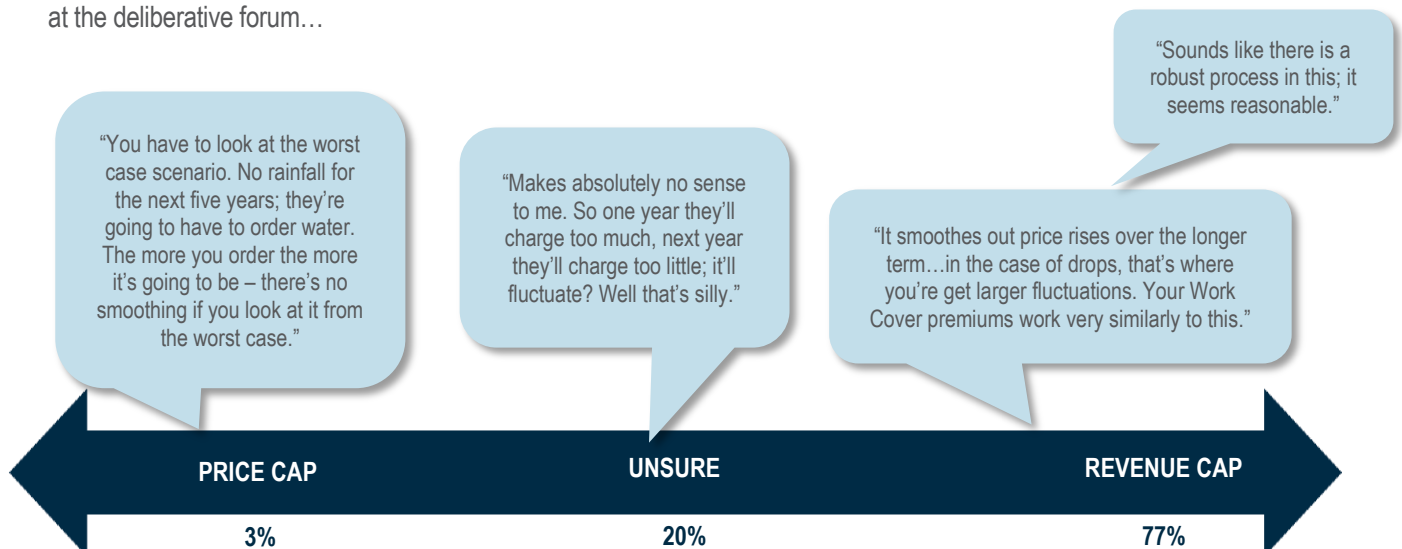 at the deliberative forum…
“Sounds like there is a
robust process in this; it
seems reasonable.”
“You have to look at the worst
case scenario. No rainfall for
the next five years; they’re
going to have to order water.
The more you order the more
it’s going to be – there’s no
smoothing if you look at it from
the worst case.”
“Makes absolutely no sense
to me. So one year they’ll
charge too much, next year
they’ll charge too little; it’ll
fluctuate? Well that’s silly.”
“It smoothes out price rises over the longer
term…in the case of drops, that’s where
you’re get larger fluctuations. Your Work
Cover premiums work very similarly to this.”
PRICE CAP
UNSURE
REVENUE CAP
3%
20%
77%